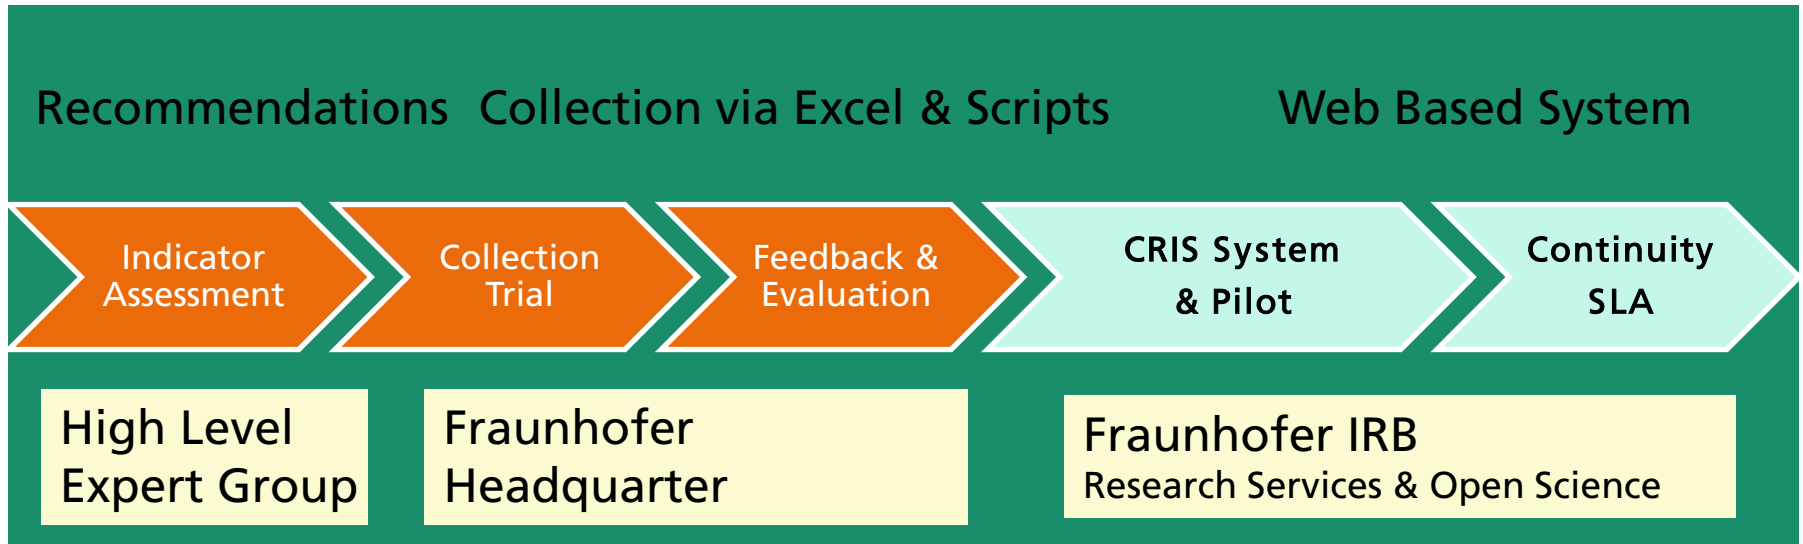 Recommendations
Collection via Excel & Scripts
Web Based System
Indicator
Assessment
Collection
Trial
Feedback &
Evaluation
CRIS System
& Pilot
Continuity
SLA
High Level
Expert Group
Fraunhofer
Headquarter
Fraunhofer IRB
Research Services & Open Science